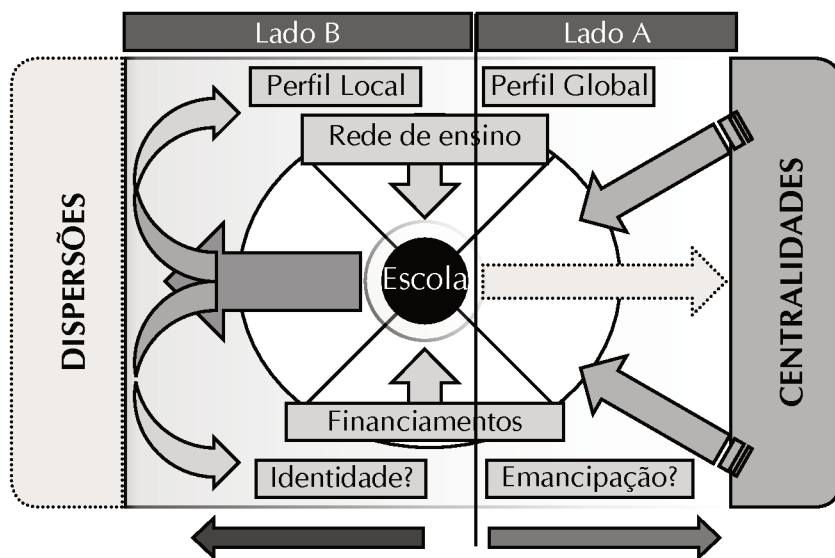 Lado B
Lado A
Perfil Local
Perfil Global
Rede de ensino
DISPERSÕES
Escola
CENTRALIDADES
Financiamentos
Identidade?
Emancipação?